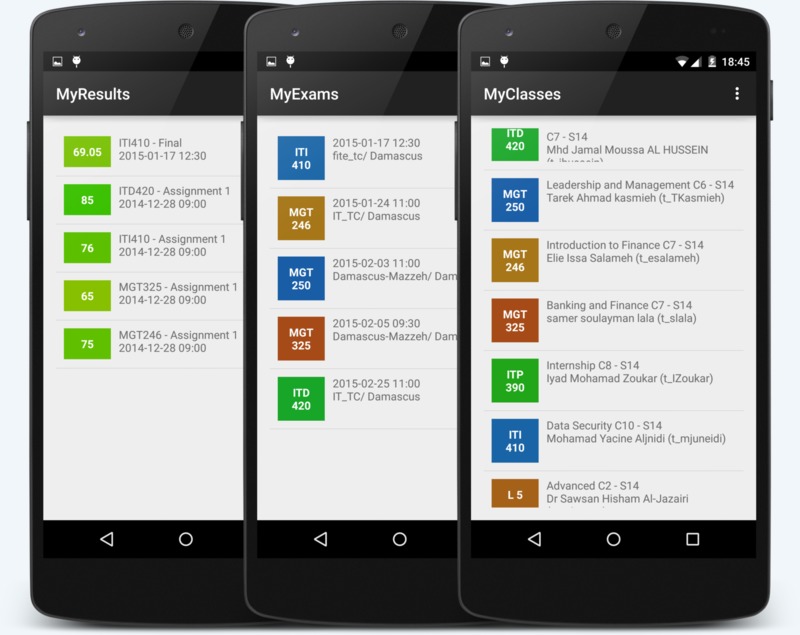 MyResults
69.05
ITI410 - Final
2015-01-17 12:30
85
ITD420 - Assignment 1
2014-12-28 09:00
76
ITI410 - Assignment 1
2014-12-28 09:00
65
MGT325 - Assignment 1
2014-12-28 09:00
75
MGT246 - Assignment 1
2014-12-28 09:00
MyExams
ITI
410
2015-01-17 12:30
fite_tc/ Damascus
MGT
246
2015-01-24 11:00
IT_TC/ Damascus
MGT
250
2015-02-03 11:00
Damascus-Mazzeh/ Dam
MGT
325
2015-02-05 09:30
Damascus-Mazzeh/ Dam
ITD
420
2015-02-25 11:00
IT_TC/ Damascus
18:45
MyClasses
ITD
420
C7 - S14
Mhd Jamal Moussa AL HUSSEIN
MGT
250
Leadership and Management C6 - S14
Tarek Ahmad kasmieh (t_TKasmieh)
MGT
246
Introduction to Finance C7 - S14
Elie Issa Salameh (t_esalameh)
MGT
325
Banking and Finance C7 - S14
samer soulayman lala (t_slala)
ITP
390
Internship C8 - S14
Iyad Mohamad Zoukar (t_IZoukar)
ITI
410
Data Security C10 - S14
Mohamad Yacine Aljnidi (t_mjuneidi)
L 5
Advanced C2 - S14
Dr Sawsan Hisham Al-Jazairi